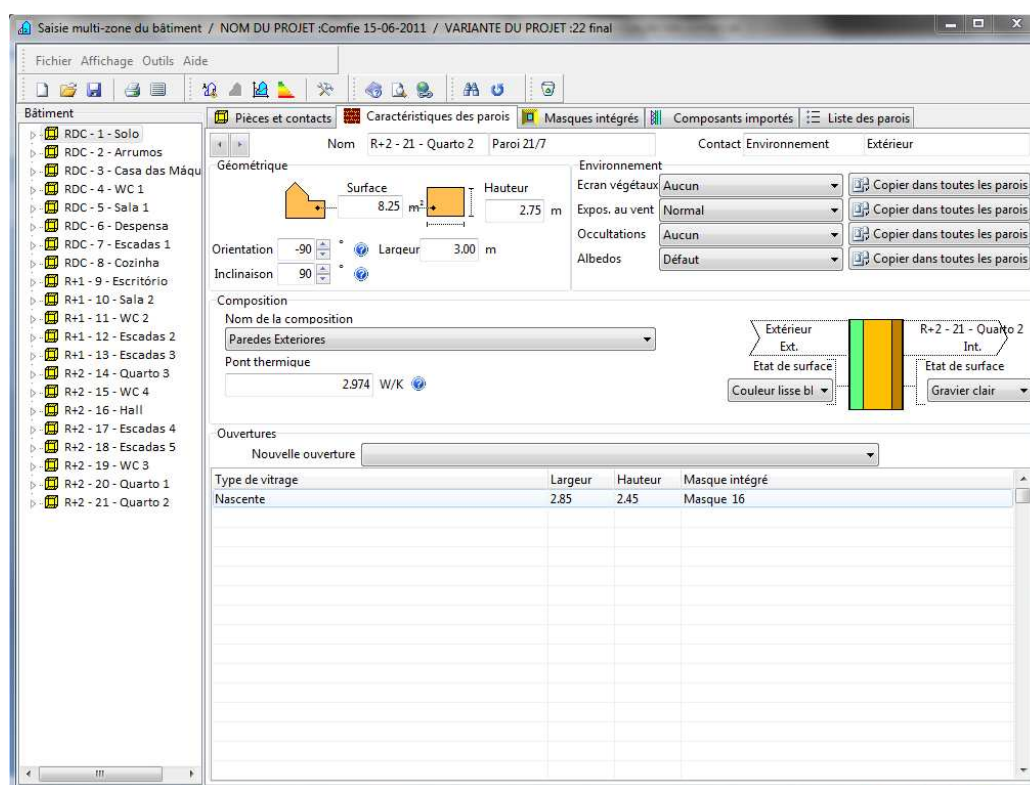 Saisie multi-zone du bâtiment / NOM DU PROJET :Comfie 15-06-2011 / VARIANTE DU PROJET :22 final
Fichier Affichage Outils Aide
Bâtiment
RDC - 1 - Solo
RDC - 2 - Arrumos
RDC - 3 - Casa das Máqu
RDC - 4 - WC 1
RDC - 5 - Sala 1
RDC - 6 - Despensa
RDC - 7 - Escadas 1
RDC - 8 - Cozinha
R+1 - 9 - Escritório
R+1 - 10 - Sala 2
R+1 - 11 - WC 2
R+1 - 12 - Escadas 2
R+1 - 13 - Escadas 3
R+2 - 14 - Quarto 3
R+2 - 15 - WC 4
R+2 - 16 - Hall
R+2 - 17 - Escadas 4
R+2 - 18 - Escadas 5
R+2 - 19 - WC 3
R+2 - 20 - Quarto 1
R+2 - 21 - Quarto 2
Pièces et contacts Caractéristiques des parois Masques intégrés Composants importés Liste des parois
Nom R+2 - 21 - Quarto 2 Paroi 21/7 Contact Environnement Extérieur
Géométrique
Surface
8.25 m²
Hauteur
2.75 m
Orientation -90 ° Largeur 3.00 m
Inclinaison 90 °
Environnement
Ecran végétaux Aucun Copier dans toutes les parois
Expos. au vent Normal Copier dans toutes les parois
Occultations Aucun Copier dans toutes les parois
Albedos Défaut Copier dans toutes les parois
Composition
Nom de la composition
Paredes Exteriores
Pont thermique
2.974 W/K
Extérieur
Ext.
R+2 - 21 - Quarto 2
Int.
Etat de surface
Couleur lisse bl
Etat de surface
Gravier clair
Ouvertures
Nouvelle ouverture
Type de vitrage Largeur Hauteur Masque intégré
Nascente 2.85 2.45 Masque 16